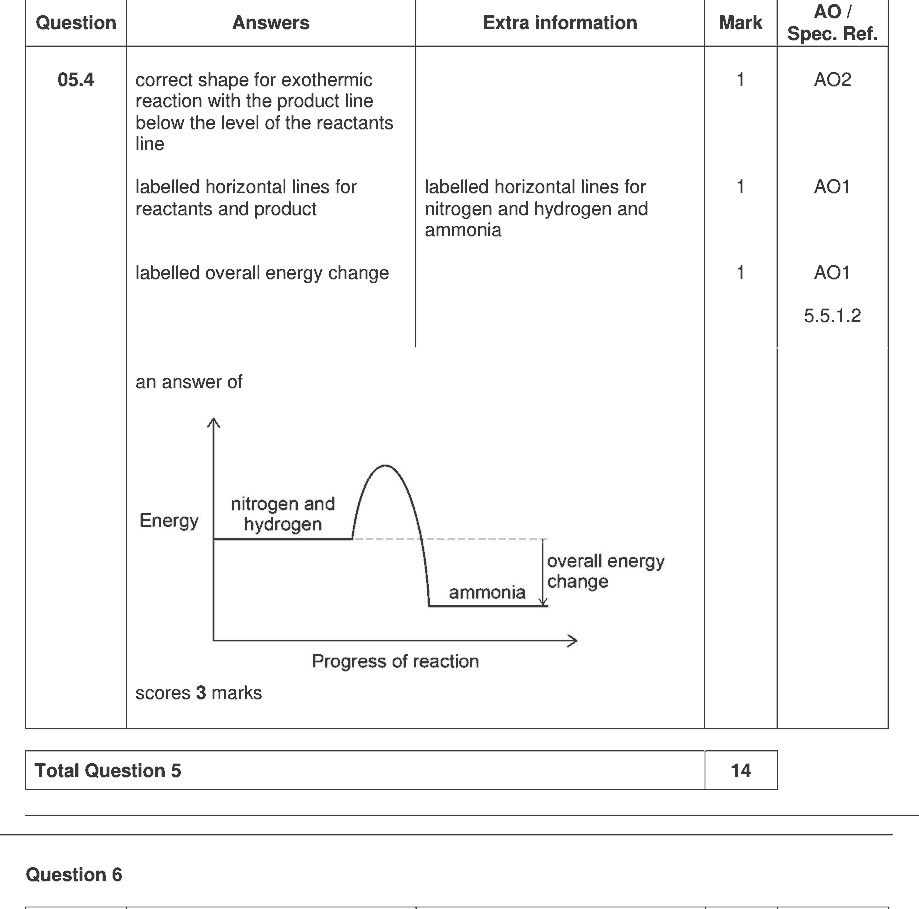 Question Answers Extra information Mark AO /
Spec. Ref.
05.4 correct shape for exothermic 1 AO2
reaction with the product line
below the level of the reactants
line
labelled horizontal lines for labelled horizontal lines for 1 AO1
reactants and product nitrogen and hydrogen and
ammonia
labelled overall energy change 1 AO1
5.5.1.2
an answer of
nitrogen and
Energy hydrogen
overall energy
change
ammonia
Progress of reaction
scores 3 marks
Total Question 5 14
Question 6